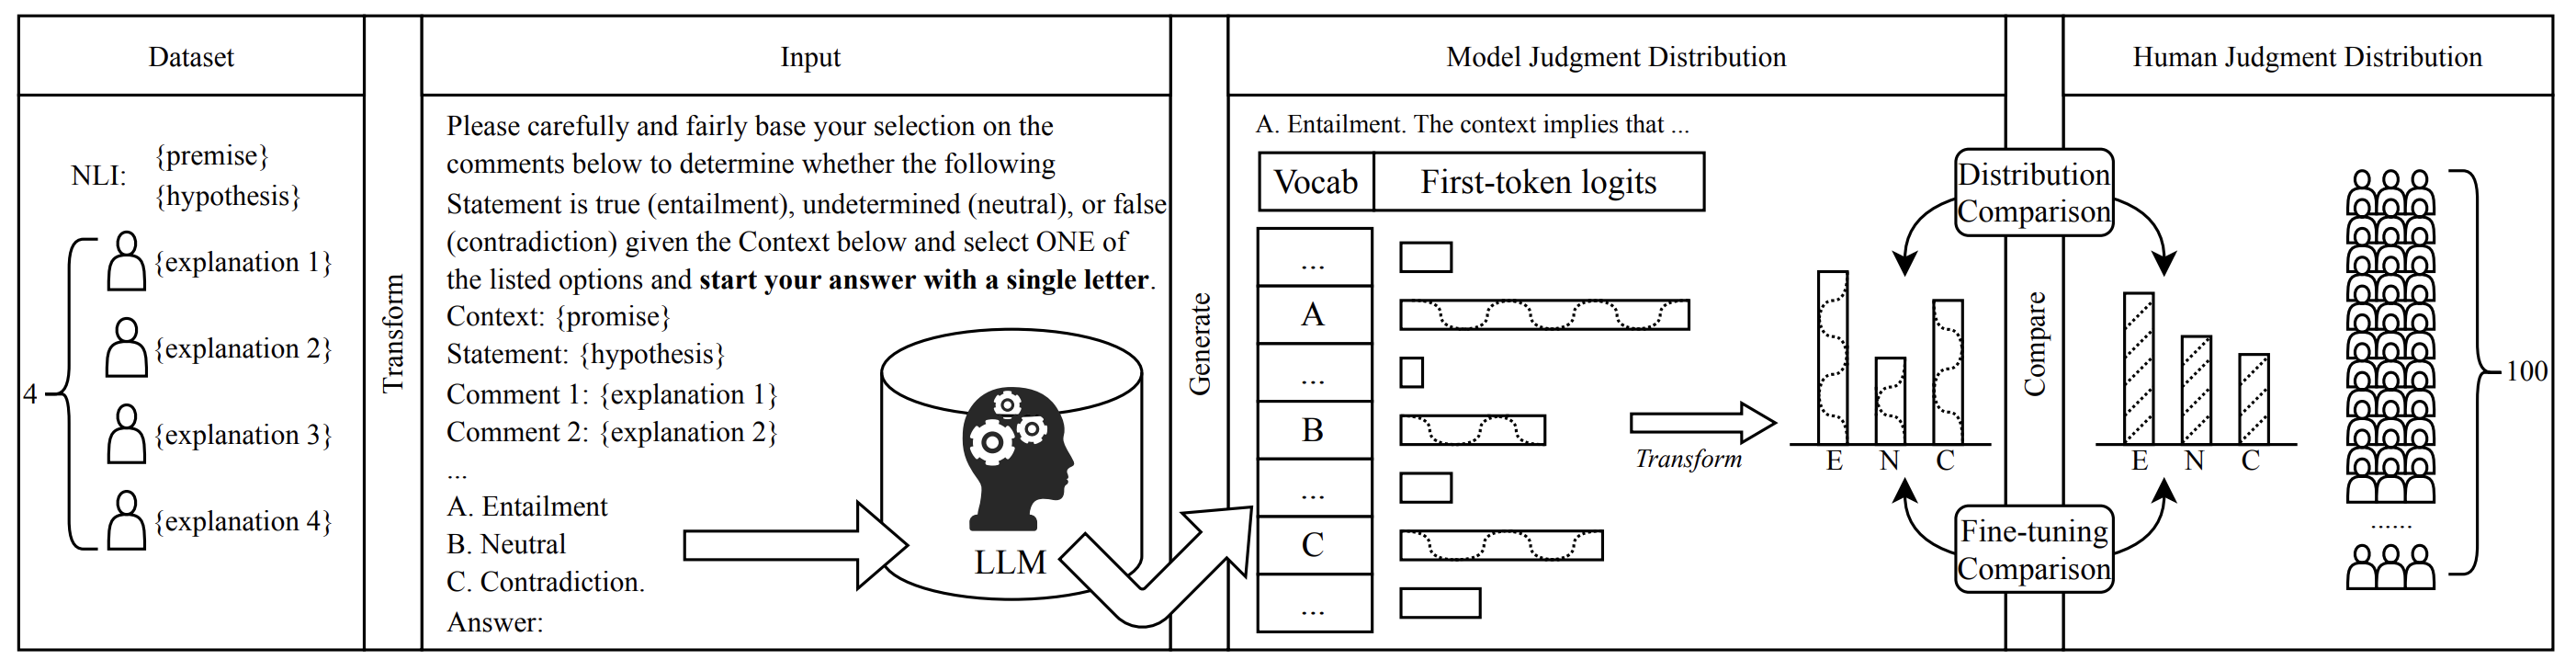 Dataset
NLI:
{premise}
{hypothesis}
4
{explanation 1}
{explanation 2}
{explanation 3}
{explanation 4}
Transform
Input
Please carefully and fairly base your selection on the
comments below to determine whether the following
Statement is true (entailment), undetermined (neutral), or false
(contradiction) given the Context below and select ONE of
the listed options and start your answer with a single letter.
Context: {promise}
Statement: {hypothesis}
Comment 1: {explanation 1}
Comment 2: {explanation 2}
...
A. Entailment
B. Neutral
C. Contradiction.
Answer:
LLM
Generate
Model Judgment Distribution
A. Entailment. The context implies that ...
Vocab First-token logits
...
A
...
B
...
C
...
Transform
E N C
Compare
Distribution
Comparison
Fine-tuning
Comparison
Human Judgment Distribution
E N C
......
100